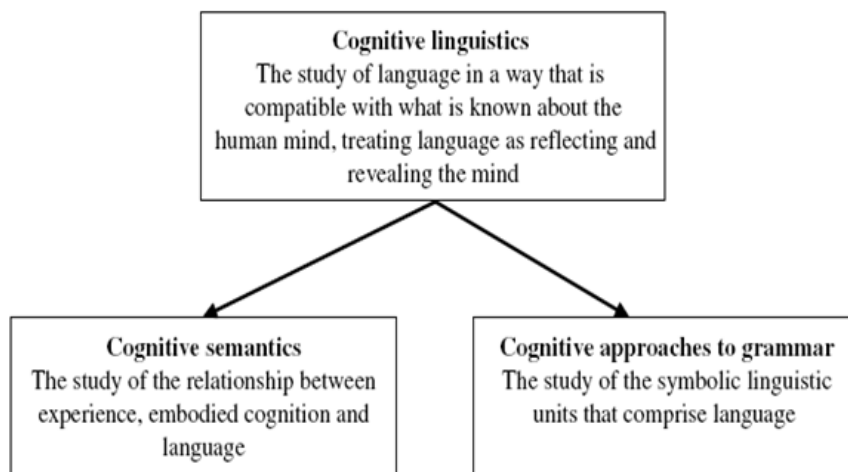 Cognitive linguistics
The study of language in a way that is
compatible with what is known about the
human mind, treating language as reflecting and
revealing the mind
Cognitive semantics
The study of the relationship between
experience, embodied cognition and
language
Cognitive approaches to grammar
The study of the symbolic linguistic
units that comprise language